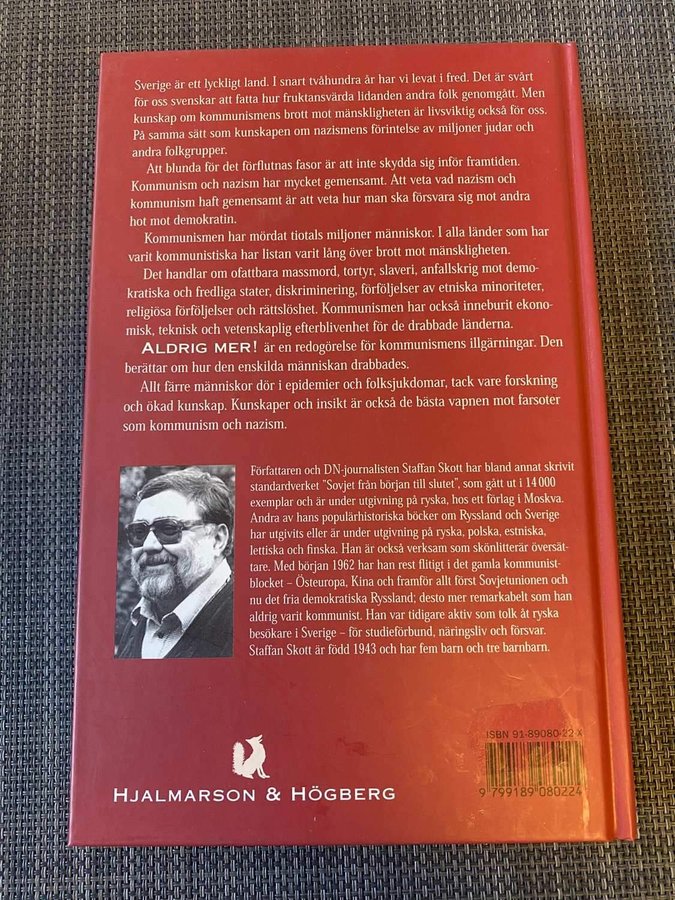 Sverige är ett lyckligt land. I snart tvåhundra år har vi levat i fred. Det är svårt
för oss svenskar att fatta hur fruktansvärda lidanden andra folk genomgått. Men
kunskap om kommunismens brott mot mänskligheten är livsviktig också för oss.
På samma sätt som kunskapen om nazismens förintelse av miljoner judar och
andra folkgrupper.
Att blunda för det förflutnas fasor är att inte skydda sig inför framtiden.
Kommunism och nazism har mycket gemensamt. Att veta vad nazism och
kommunism haft gemensamt är att veta hur man ska försvara sig mot andra
hot mot demokratin.
Kommunismen har mördat tiotals miljoner människor. I alla länder som har
varit kommunistiska har listan varit lång över brott mot mänskligheten.
Det handlar om ofattbara massmord, tortyr, slaveri, anfallskrig mot demo-
kratiska och fredliga stater, diskriminering, förföljelser av etniska minoriteter,
religiösa förföljelser och rättslöshet. Kommunismen har också inneburit ekono-
misk, teknisk och vetenskaplig efterblivenhet för de drabbade länderna.
ALDRIG MER! är en redogörelse för kommunismens illgärningar. Den
berättar om hur den enskilda människan drabbades.
Allt färre människor dör i epidemier och folksjukdomar, tack vare forskning
och ökad kunskap. Kunskaper och insikt är också de bästa vapnen mot farsoter
som kommunism och nazism.
Författaren och DN-journalisten Staffan Skott har bland annat skrivit
standardverket "Sovjet från början till slutet", som gått ut i 14 000
exemplar och är under utgivning på ryska, hos ett förlag i Moskva.
Andra av hans populärhistoriska böcker om Ryssland och Sverige
har utgivits eller är under utgivning på ryska, polska, estniska,
lettiska och finska. Han är också verksam som skönlitterär översät-
tare. Med början 1962 har han rest flitigt i det gamla kommunist-
blocket – Östeuropa, Kina och framför allt först Sovjetunionen och
nu det fria demokratiska Ryssland; desto mer remarkabelt som han
aldrig varit kommunist. Han var tidigare aktiv som tolk åt ryska
besökare i Sverige – för studieförbund, näringsliv och försvar.
Staffan Skott är född 1943 och har fem barn och tre barnbarn.
ISBN 91-89080-22-X
9 799189 080224
HJALMARSON & HÖGBERG